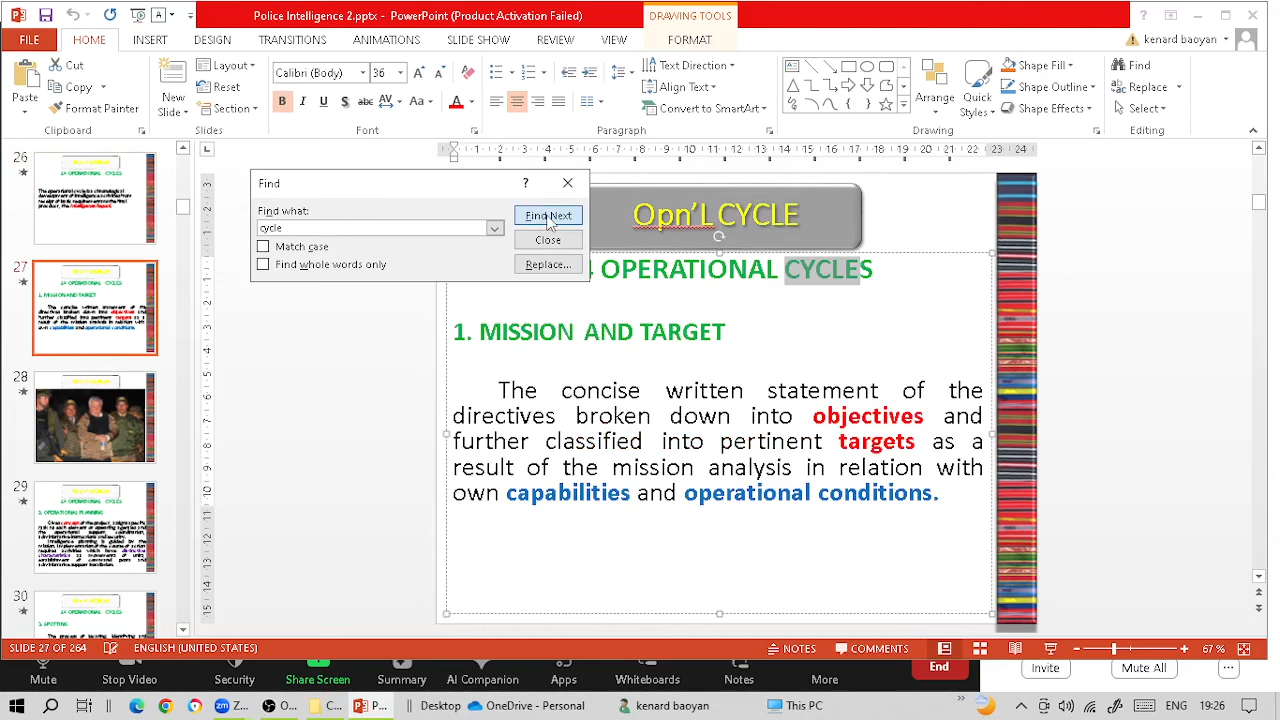 Police Intelligence 2.pptx - PowerPoint (Product Activation Failed)
DRAWING TOOLS
FILE
HOME
INSERT
DESIGN
TRANSITIONS
ANIMATIONS
SLIDE SHOW
REVIEW
VIEW
FORMAT
kenard baoyan
Paste
Cut
Copy
Format Painter
Clipboard
New
Slide
Layout
Reset
Section
Slides
Calibri (Body)
26
Font
Text Direction
Align Text
Convert to SmartArt
Paragraph
Arrange
Quick
Styles
Shape Fill
Shape Outline
Shape Effects
Drawing
Find
Replace
Select
Editing
26
27
28
29
30
Find
Find what:
cycle
Match case
Find Next
Opn’L CYCLE
OPERATIONAL CYCLES
1. MISSION AND TARGET
The concise written statement of the
directives broken down into objectives and
further classified into pertinent targets as a
result of the mission analysis in relation with
own capabilities and operational conditions.
SLIDE 27 OF 264
ENGLISH (UNITED STATES)
NOTES
COMMENTS
67 %
Mute
Stop Video
Security
Share Screen
Summary
AI Companion
Apps
Whiteboards
Notes
More
End
Invite
Mute All
Z...
Z...
C...
P...
Desktop
OneDrive - Personal
kenard baoyan
This PC
ENG
19:26